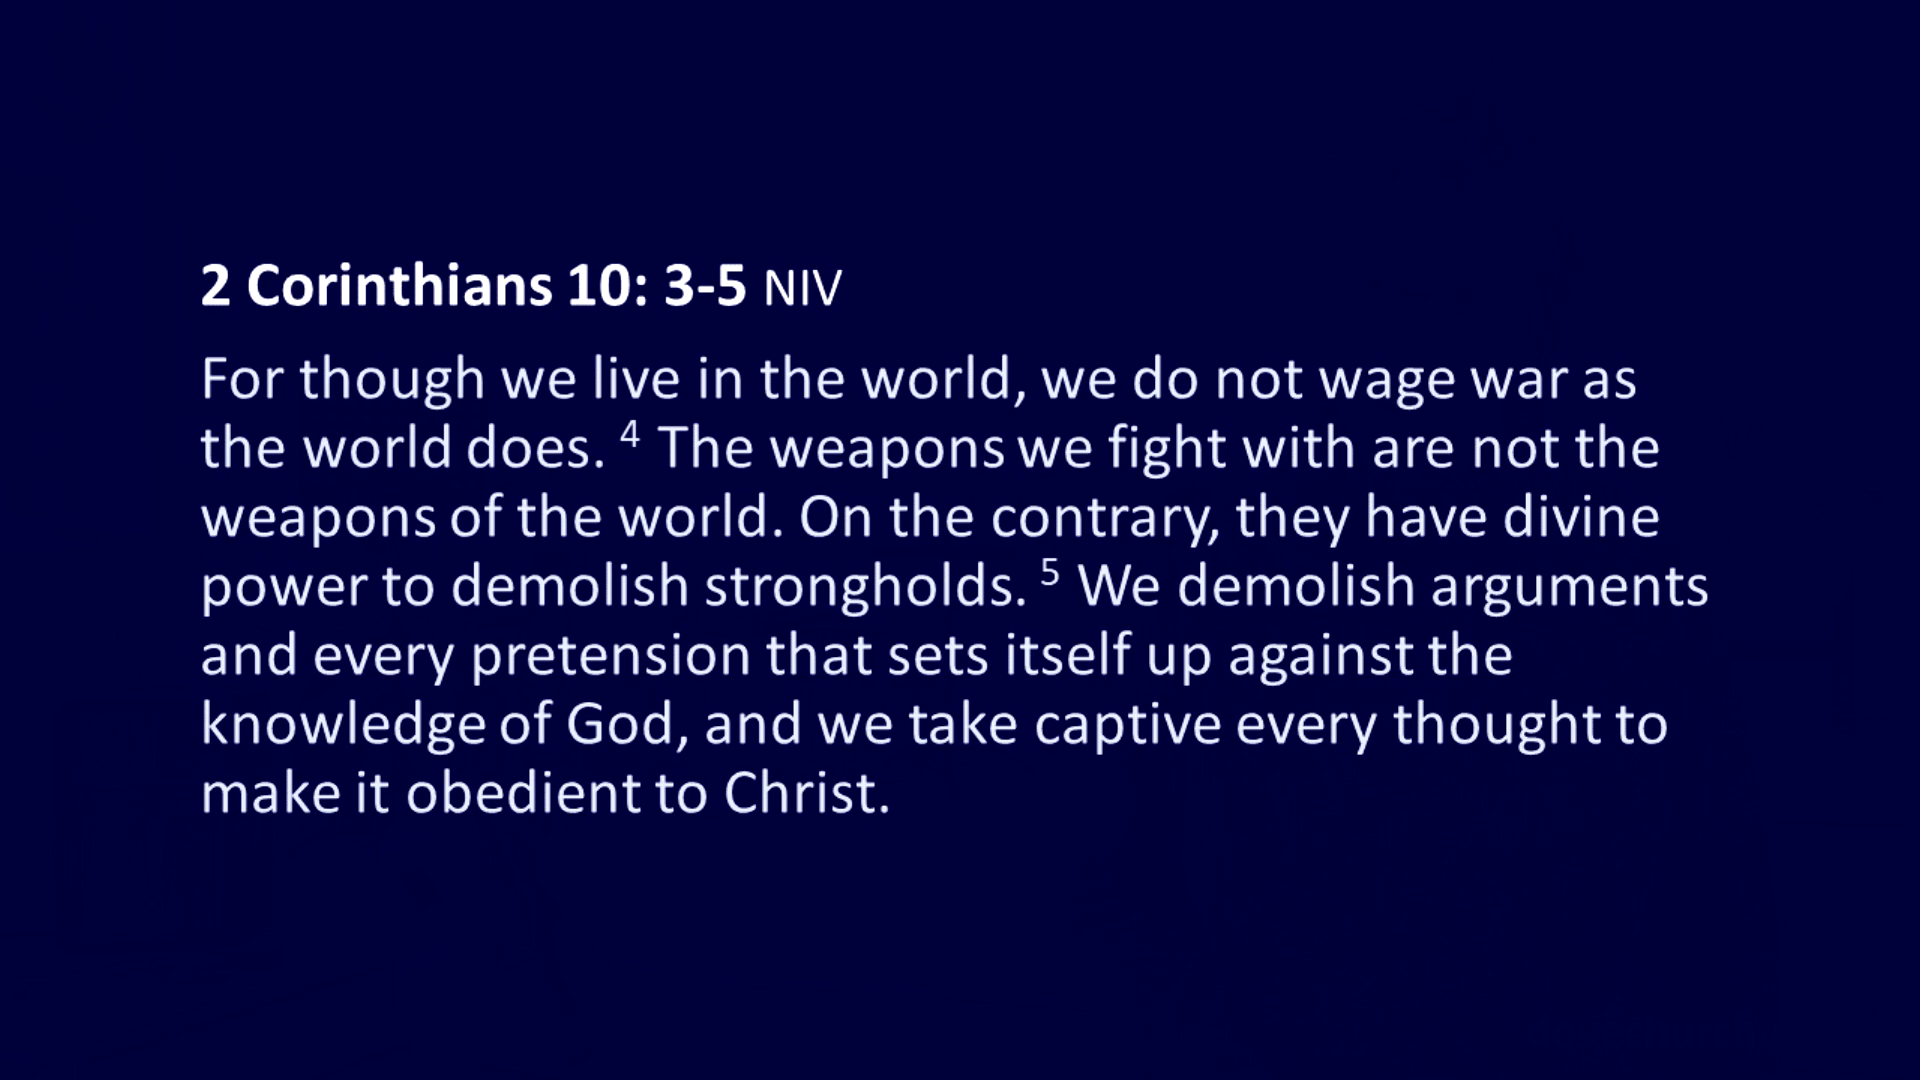 2 Corinthians 10: 3-5 NIV
For though we live in the world, we do not wage war as
the world does. 4 The weapons we fight with are not the
weapons of the world. On the contrary, they have divine
power to demolish strongholds. 5 We demolish arguments
and every pretension that sets itself up against the
knowledge of God, and we take captive every thought to
make it obedient to Christ.